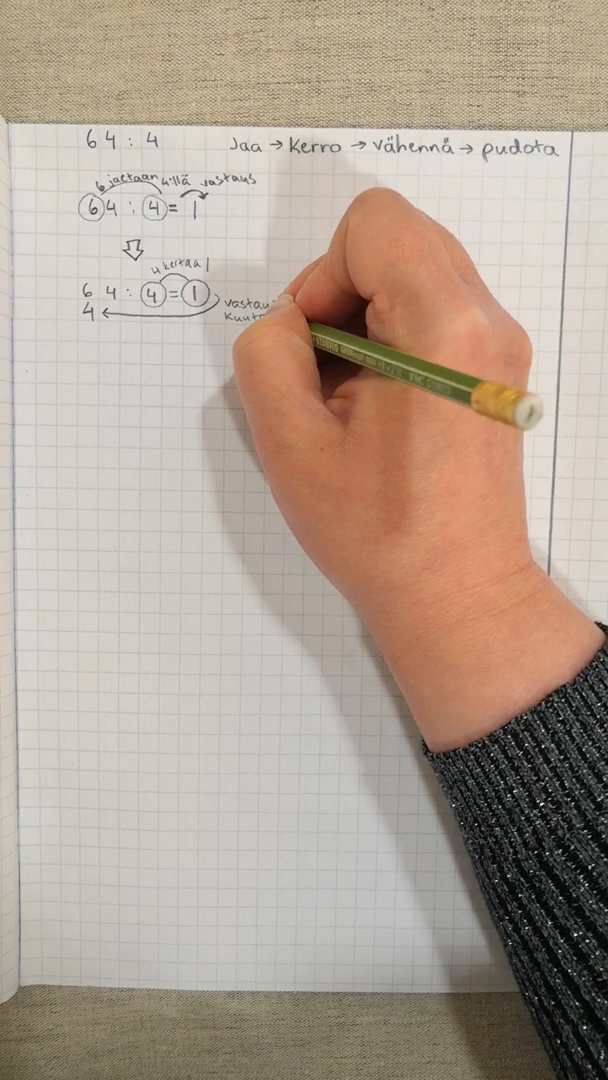 64 : 4
Jaa → Kerro → vähennä → pudota
6 jaetaan 4:llä vastaus
64 : 4 = 1
4 kertaa 1
64 : 4 = 1
4